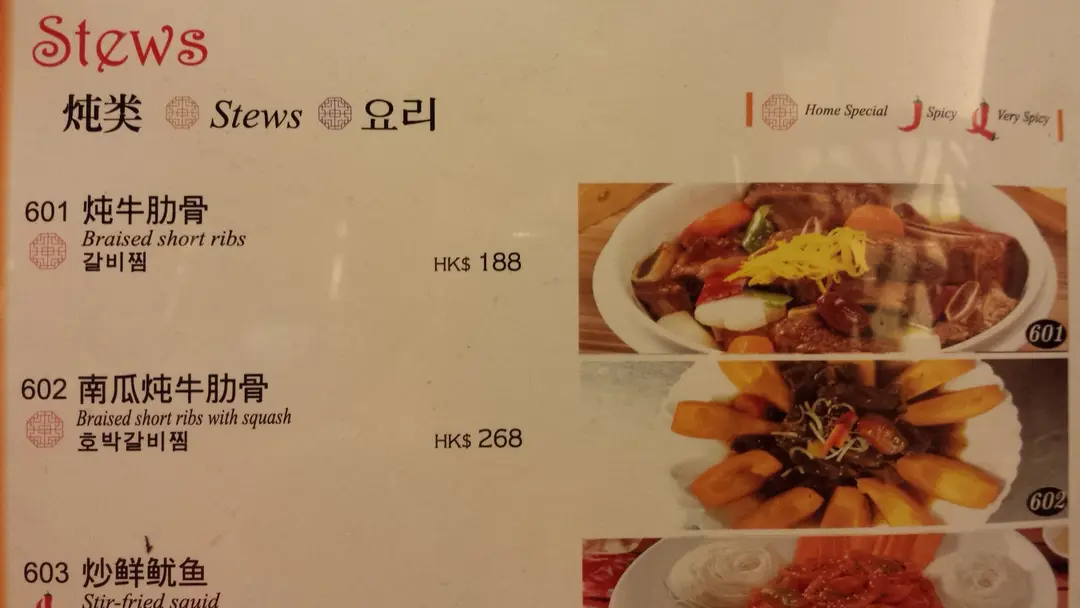 Stews
炖类 Stews 요리
Home Special Spicy Very Spicy
601 炖牛肋骨
Braised short ribs
갈비찜
HK$ 188
601
602 南瓜炖牛肋骨
Braised short ribs with squash
호박갈비찜
HK$ 268
602
603 炒鲜鱿鱼
Stir-fried squid